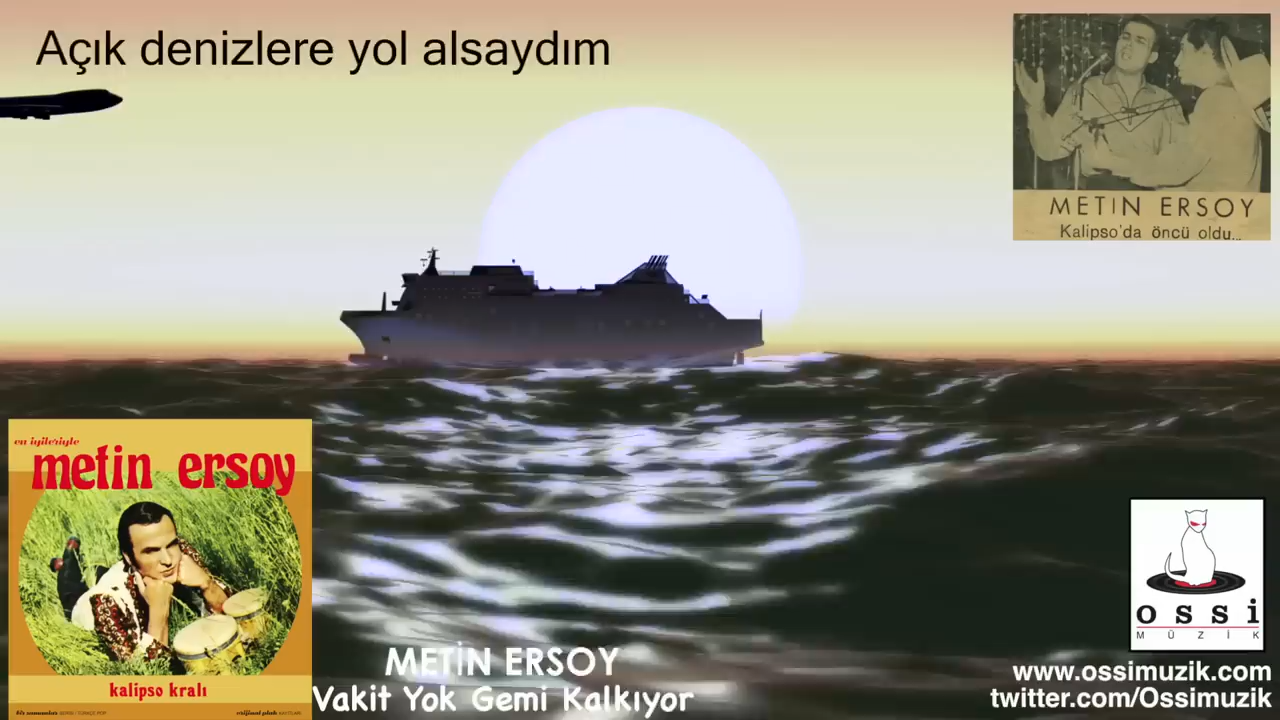 Açık denizlere yol alsaydım
METIN ERSOY
Kalipso'da öncü oldu...
en iyileriyle
metin ersoy
kalipso kralı
METİN ERSOY
Vakit Yok Gemi Kalkıyor
ossi
MÜZİK
www.ossimuzik.com
twitter.com/Ossimuzik